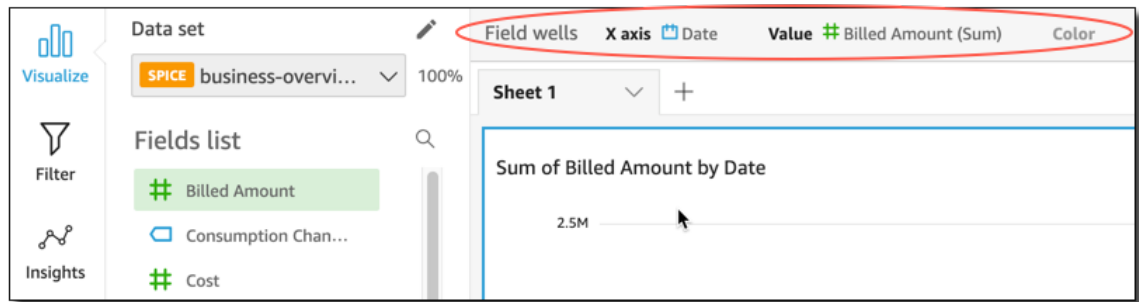 Visualize
Filter
Insights
Data set
SPICE business-overvi... 100%
Fields list
Billed Amount
Consumption Chan...
Cost
Field wells X axis Date Value Billed Amount (Sum) Color
Sheet 1
Sum of Billed Amount by Date
2.5M